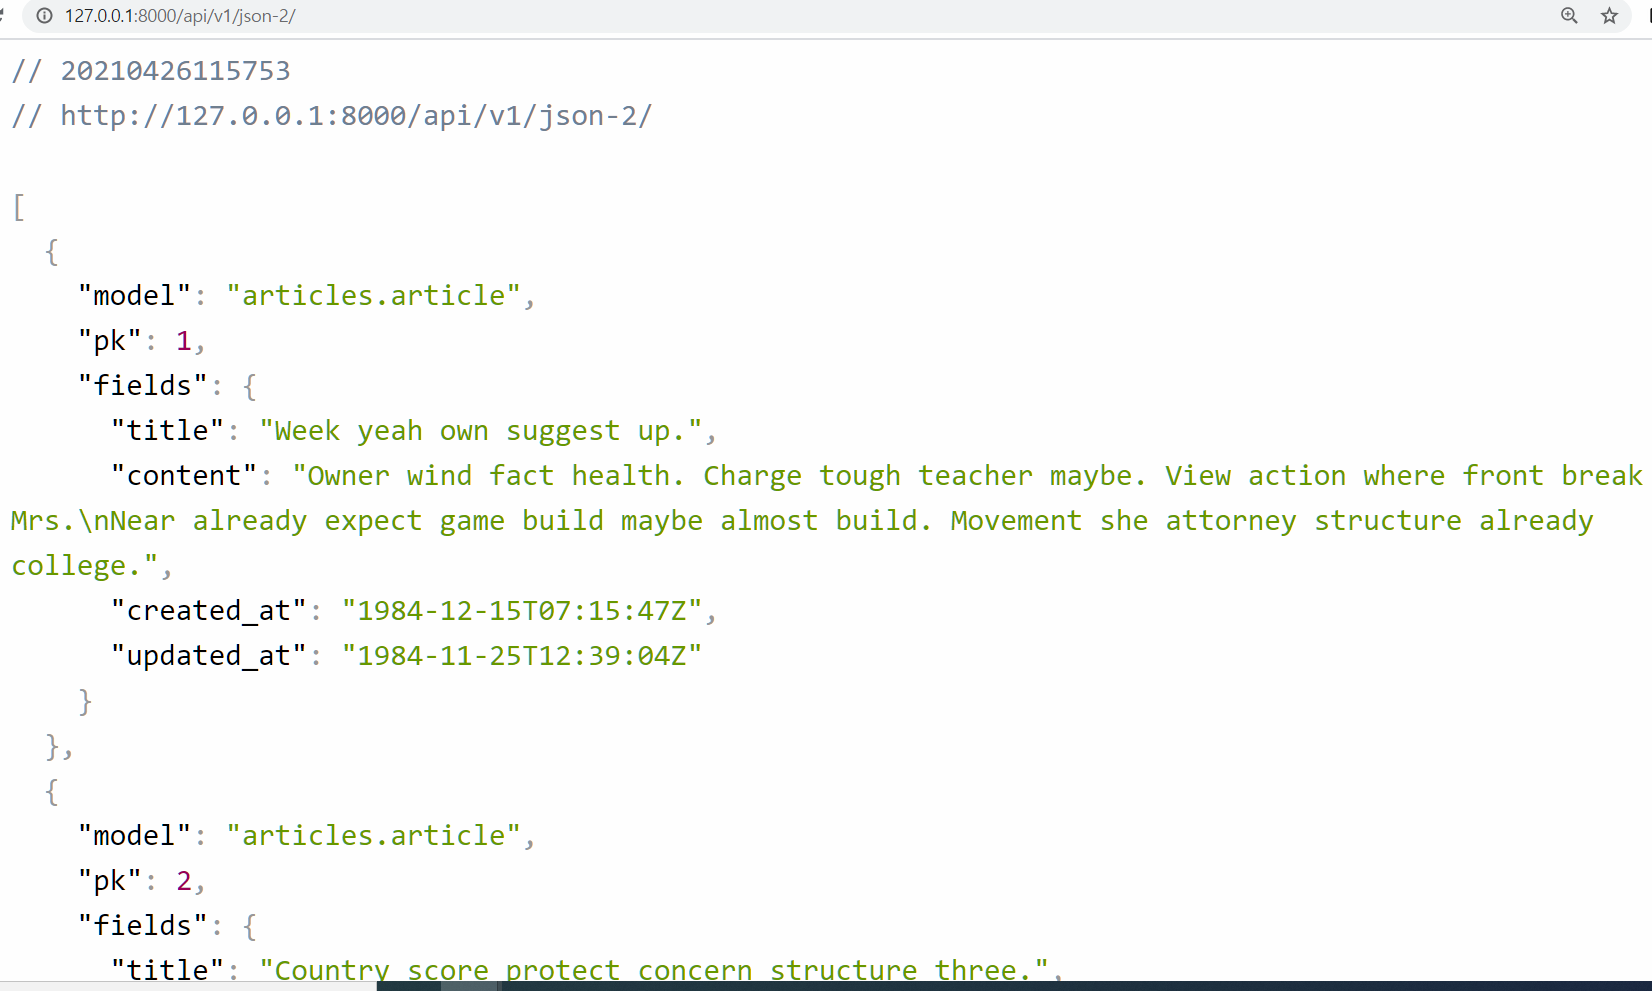 127.0.0.1:8000/api/v1/json-2/
// 20210426115753
// http://127.0.0.1:8000/api/v1/json-2/
[
  {
    "model": "articles.article",
    "pk": 1,
    "fields": {
      "title": "Week yeah own suggest up.",
      "content": "Owner wind fact health. Charge tough teacher maybe. View action where front break
Mrs.\nNear already expect game build maybe almost build. Movement she attorney structure already
college.",
      "created_at": "1984-12-15T07:15:47Z",
      "updated_at": "1984-11-25T12:39:04Z"
    }
  },
  {
    "model": "articles.article",
    "pk": 2,
    "fields": {
      "title": "Country score protect concern structure three.",